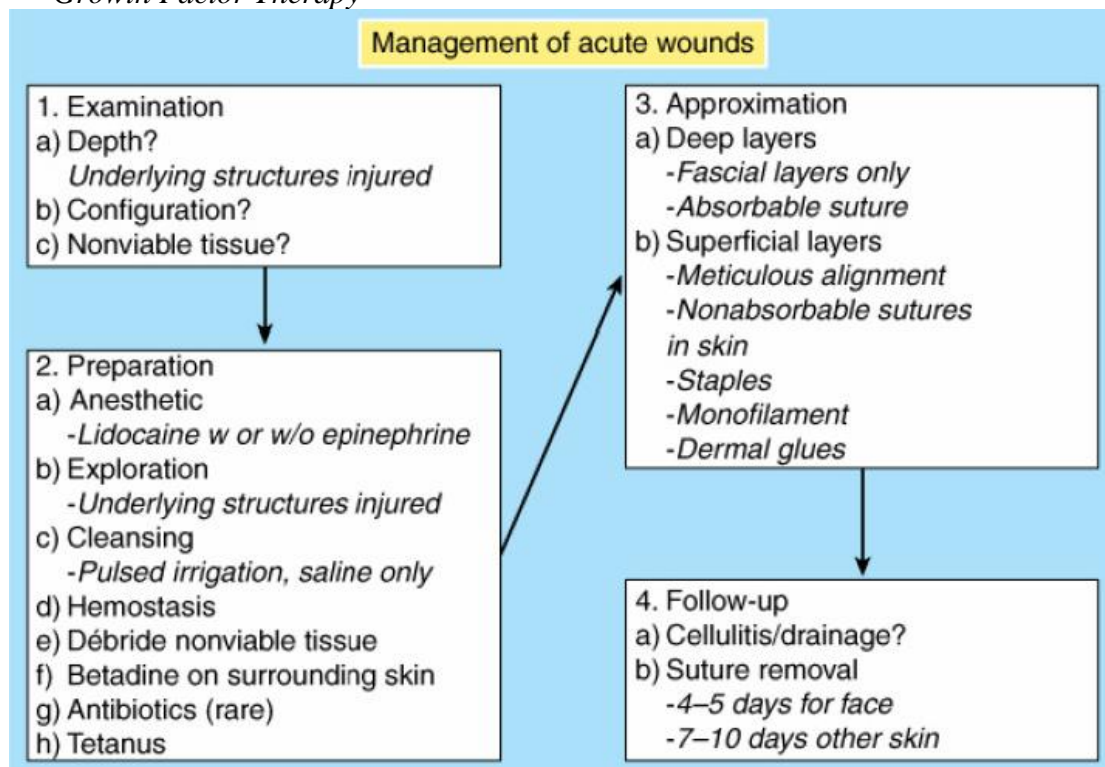 Growth Factor Therapy
Management of acute wounds
1. Examination
a) Depth?
Underlying structures injured
b) Configuration?
c) Nonviable tissue?
2. Preparation
a) Anesthetic
-Lidocaine w or w/o epinephrine
b) Exploration
-Underlying structures injured
c) Cleansing
-Pulsed irrigation, saline only
d) Hemostasis
e) Débride nonviable tissue
f) Betadine on surrounding skin
g) Antibiotics (rare)
h) Tetanus
3. Approximation
a) Deep layers
-Fascial layers only
-Absorbable suture
b) Superficial layers
-Meticulous alignment
-Nonabsorbable sutures
in skin
-Staples
-Monofilament
-Dermal glues
4. Follow-up
a) Cellulitis/drainage?
b) Suture removal
-4–5 days for face
-7–10 days other skin